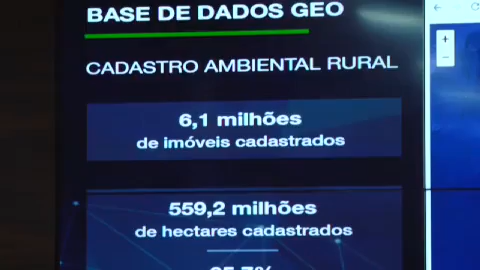 BASE DE DADOS GEO
CADASTRO AMBIENTAL RURAL
6,1 milhões
de imóveis cadastrados
559,2 milhões
de hectares cadastrados